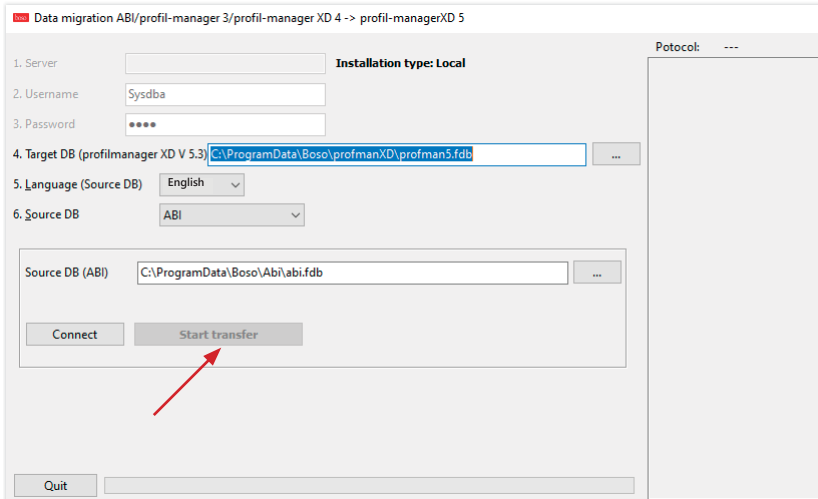 boso Data migration ABI/profil-manager 3/profil-manager XD 4 -> profil-managerXD 5
Potocol: ---
1. Server Installation type: Local
2. Username Sysdba
3. Password ●●●●
4. Target DB (profilmanager XD V 5.3) C:\ProgramData\Boso\profmanXD\profman5.fdb ...
5. Language (Source DB) English
6. Source DB ABI
Source DB (ABI) C:\ProgramData\Boso\Abi\abi.fdb ...
Connect Start transfer
Quit